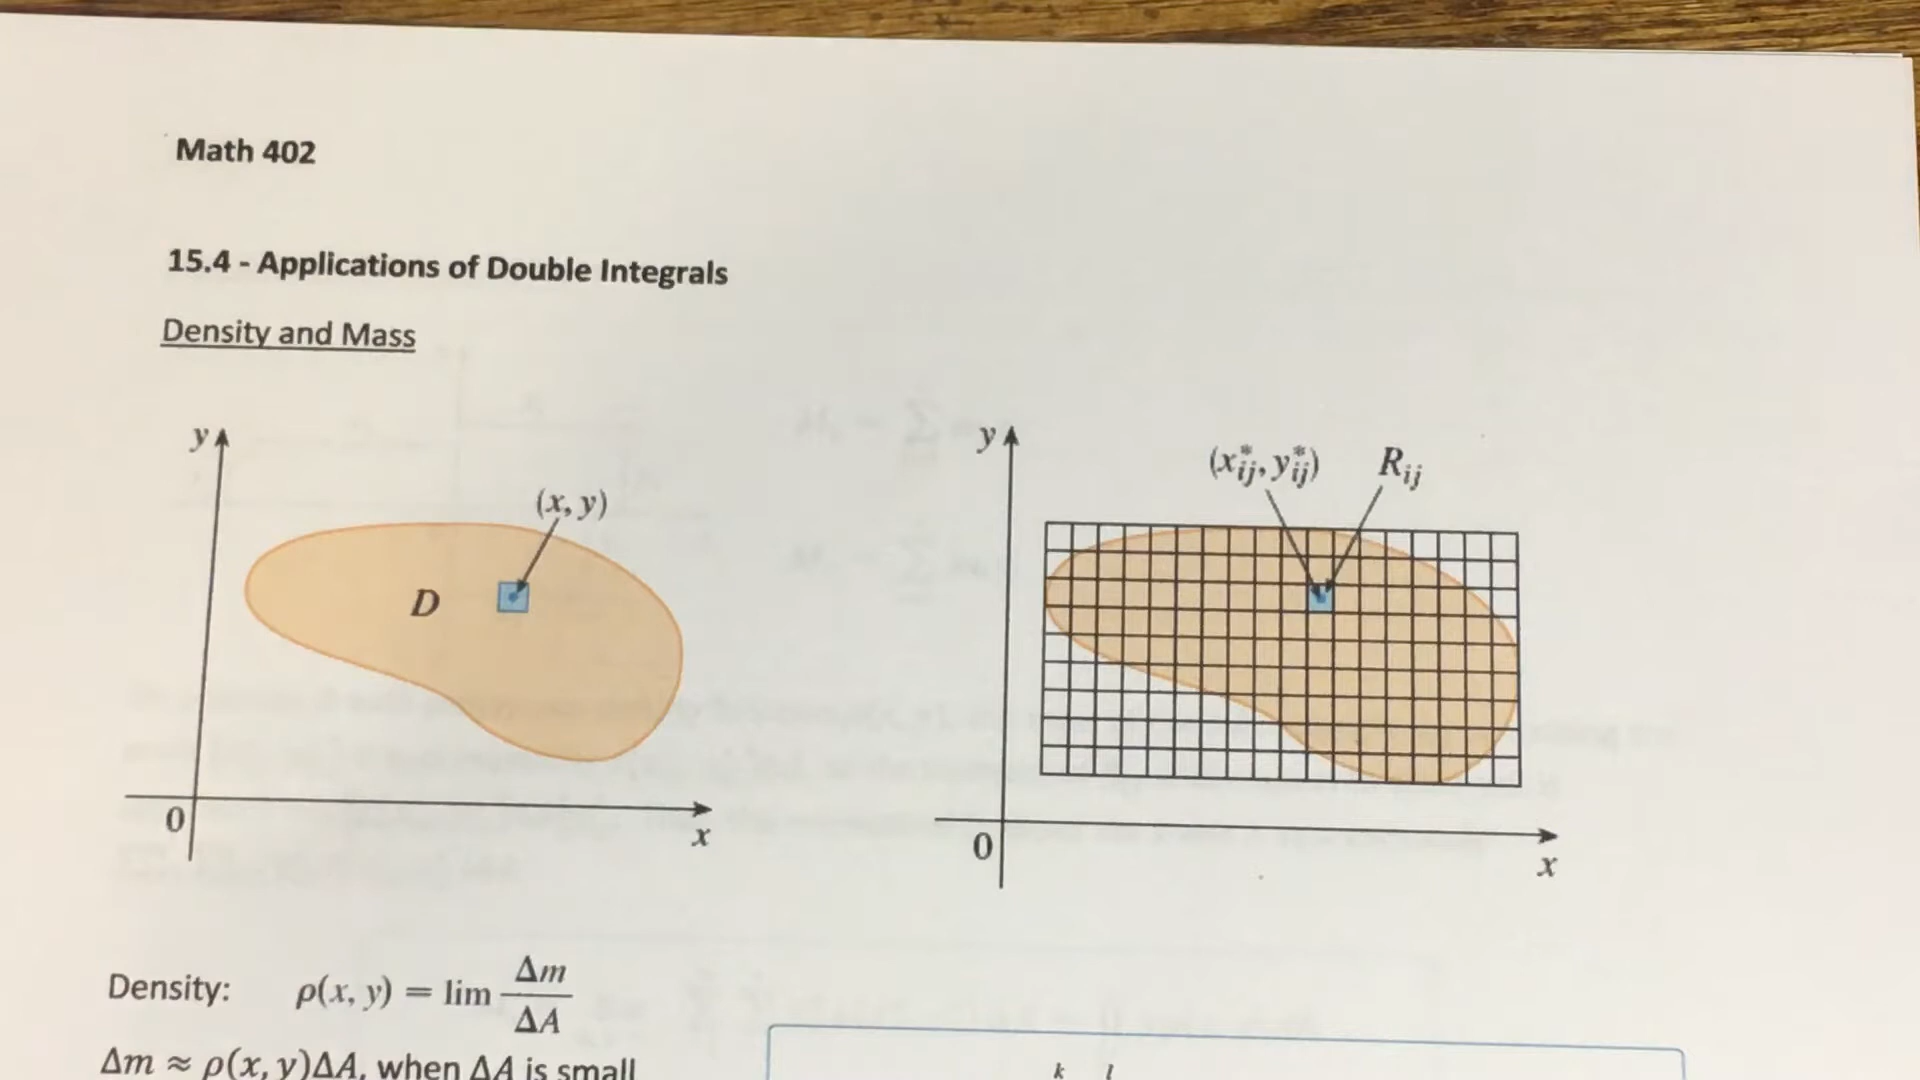 Math 402
15.4 - Applications of Double Integrals
Density and Mass
y
(x, y)
D
0
x
y
(x*ij, y*ij) Rij
0
x
Density: ρ(x, y) = lim Δm/ΔA
Δm ≈ ρ(x, y)ΔA, when ΔA is small
k l